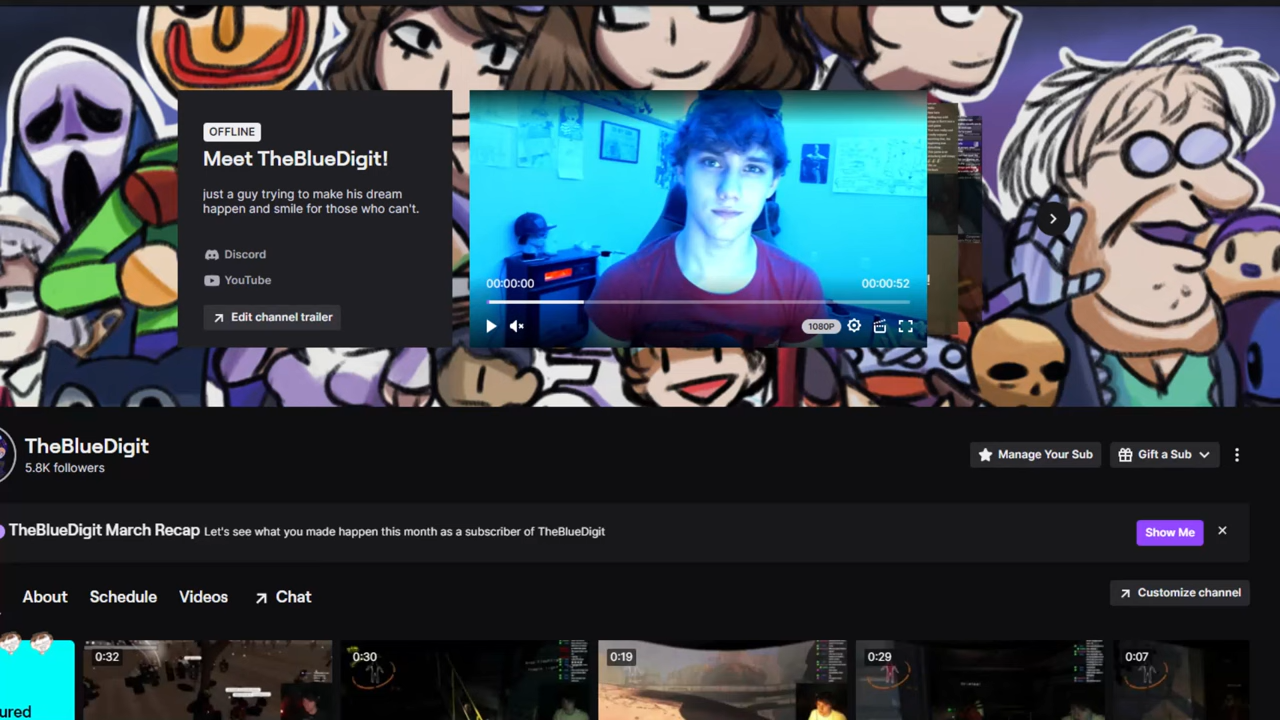 OFFLINE
Meet TheBlueDigit!
just a guy trying to make his dream
happen and smile for those who can't.
Discord
YouTube
Edit channel trailer
00:00:00
00:00:52
1080P
TheBlueDigit
5.8K followers
Manage Your Sub
Gift a Sub
TheBlueDigit March Recap Let's see what you made happen this month as a subscriber of TheBlueDigit
Show Me
About
Schedule
Videos
Chat
Customize channel
0:32
0:30
0:19
0:29
0:07
ured